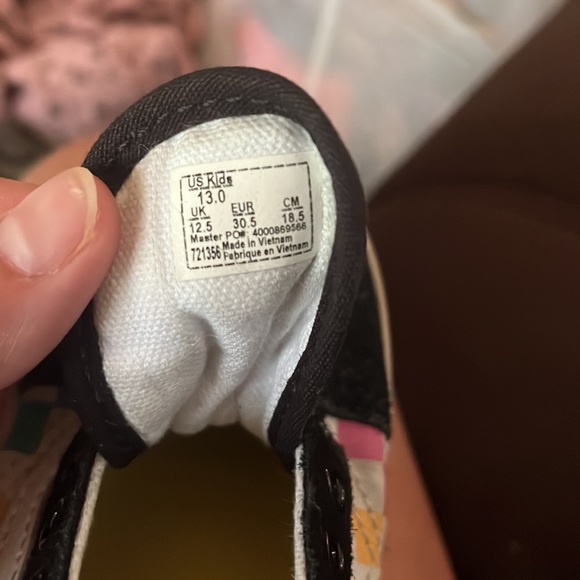 US Kids
13.0
UK EUR CM
12.5 30.5 18.5
Master PO#: 4000869566
721356 Made in Vietnam
Fabrique en Vietnam